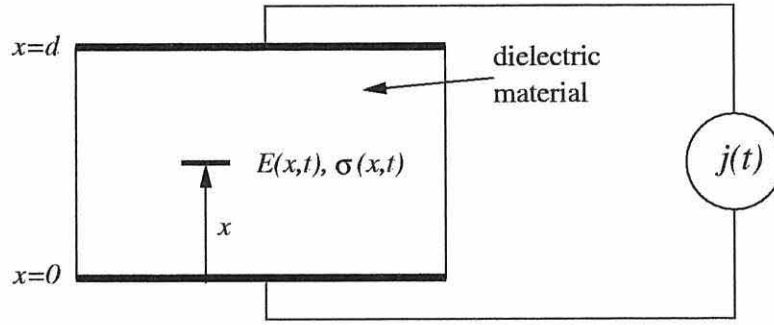 x=d
dielectric
material
E(x,t), σ(x,t)
j(t)
x
x=0